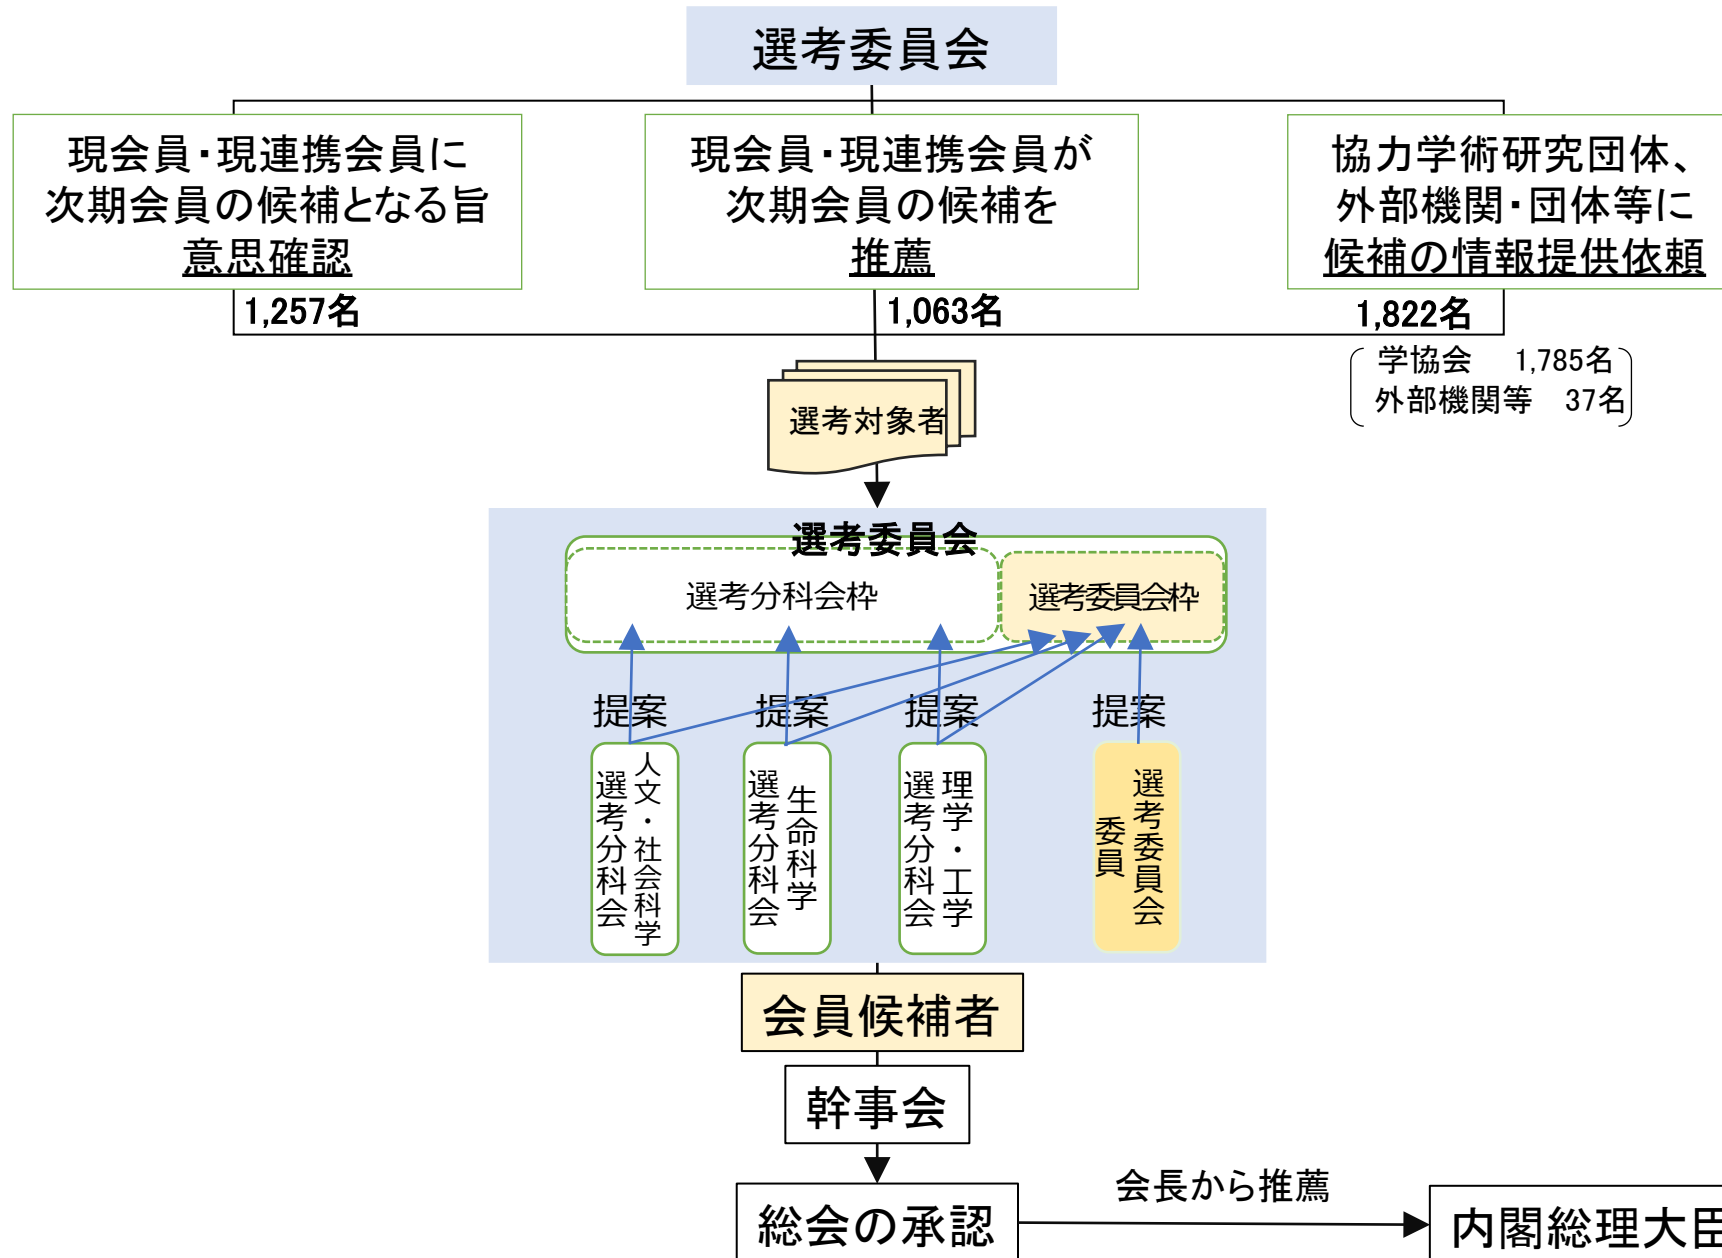 選考委員会
現会員・現連携会員に
次期会員の候補となる旨
意思確認
現会員・現連携会員が
次期会員の候補を
推薦
協力学術研究団体、
外部機関・団体等に
候補の情報提供依頼
1,257名
1,063名
1,822名
学協会 1,785名
外部機関等 37名
選考対象者
選考委員会
選考分科会枠
選考委員会枠
提案
提案
提案
提案
人文・社会科学
選考分科会
生命科学
選考分科会
理学・工学
選考分科会
選考委員会
委員
会員候補者
幹事会
総会の承認
会長から推薦
内閣総理大臣